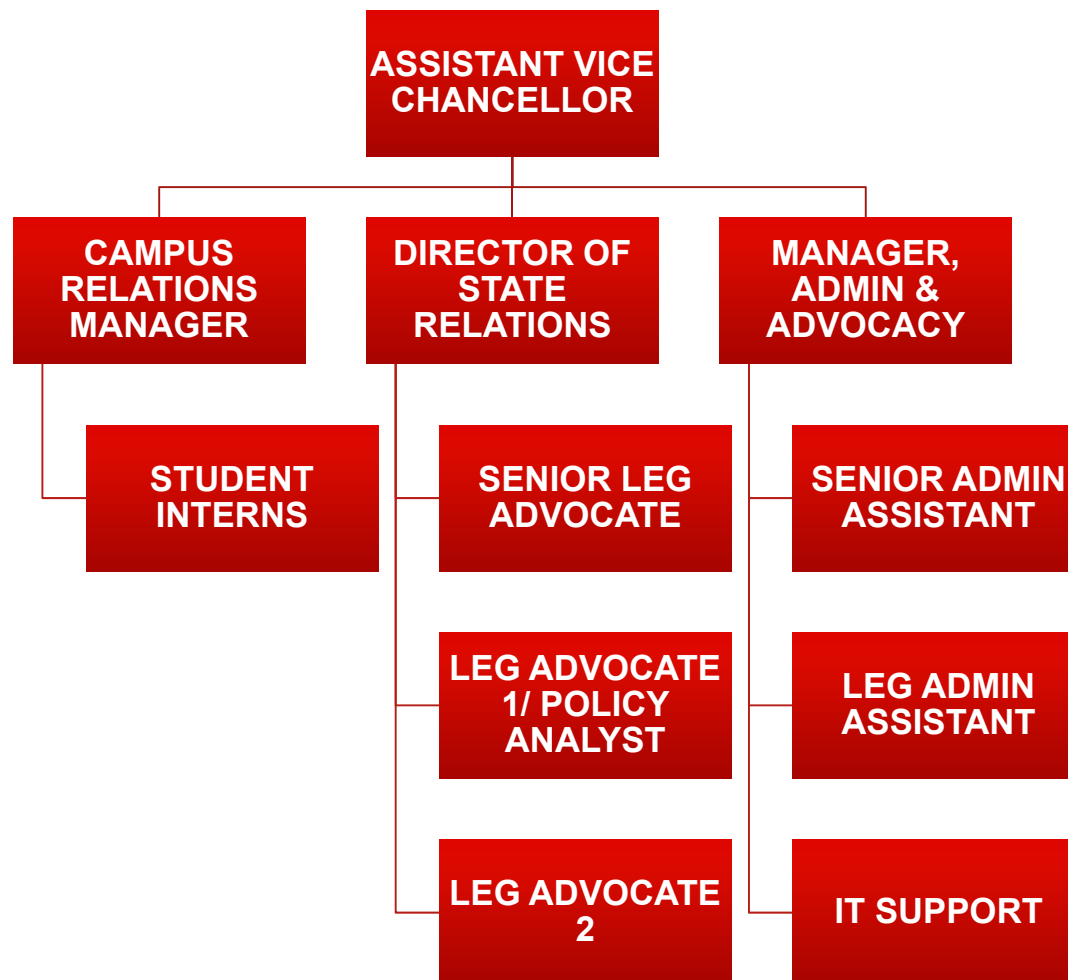 ASSISTANT VICE
CHANCELLOR
CAMPUS
RELATIONS
MANAGER
DIRECTOR OF
STATE
RELATIONS
MANAGER,
ADMIN &
ADVOCACY
STUDENT
INTERNS
SENIOR LEG
ADVOCATE
SENIOR ADMIN
ASSISTANT
LEG ADVOCATE
1/ POLICY
ANALYST
LEG ADMIN
ASSISTANT
LEG ADVOCATE
2
IT SUPPORT